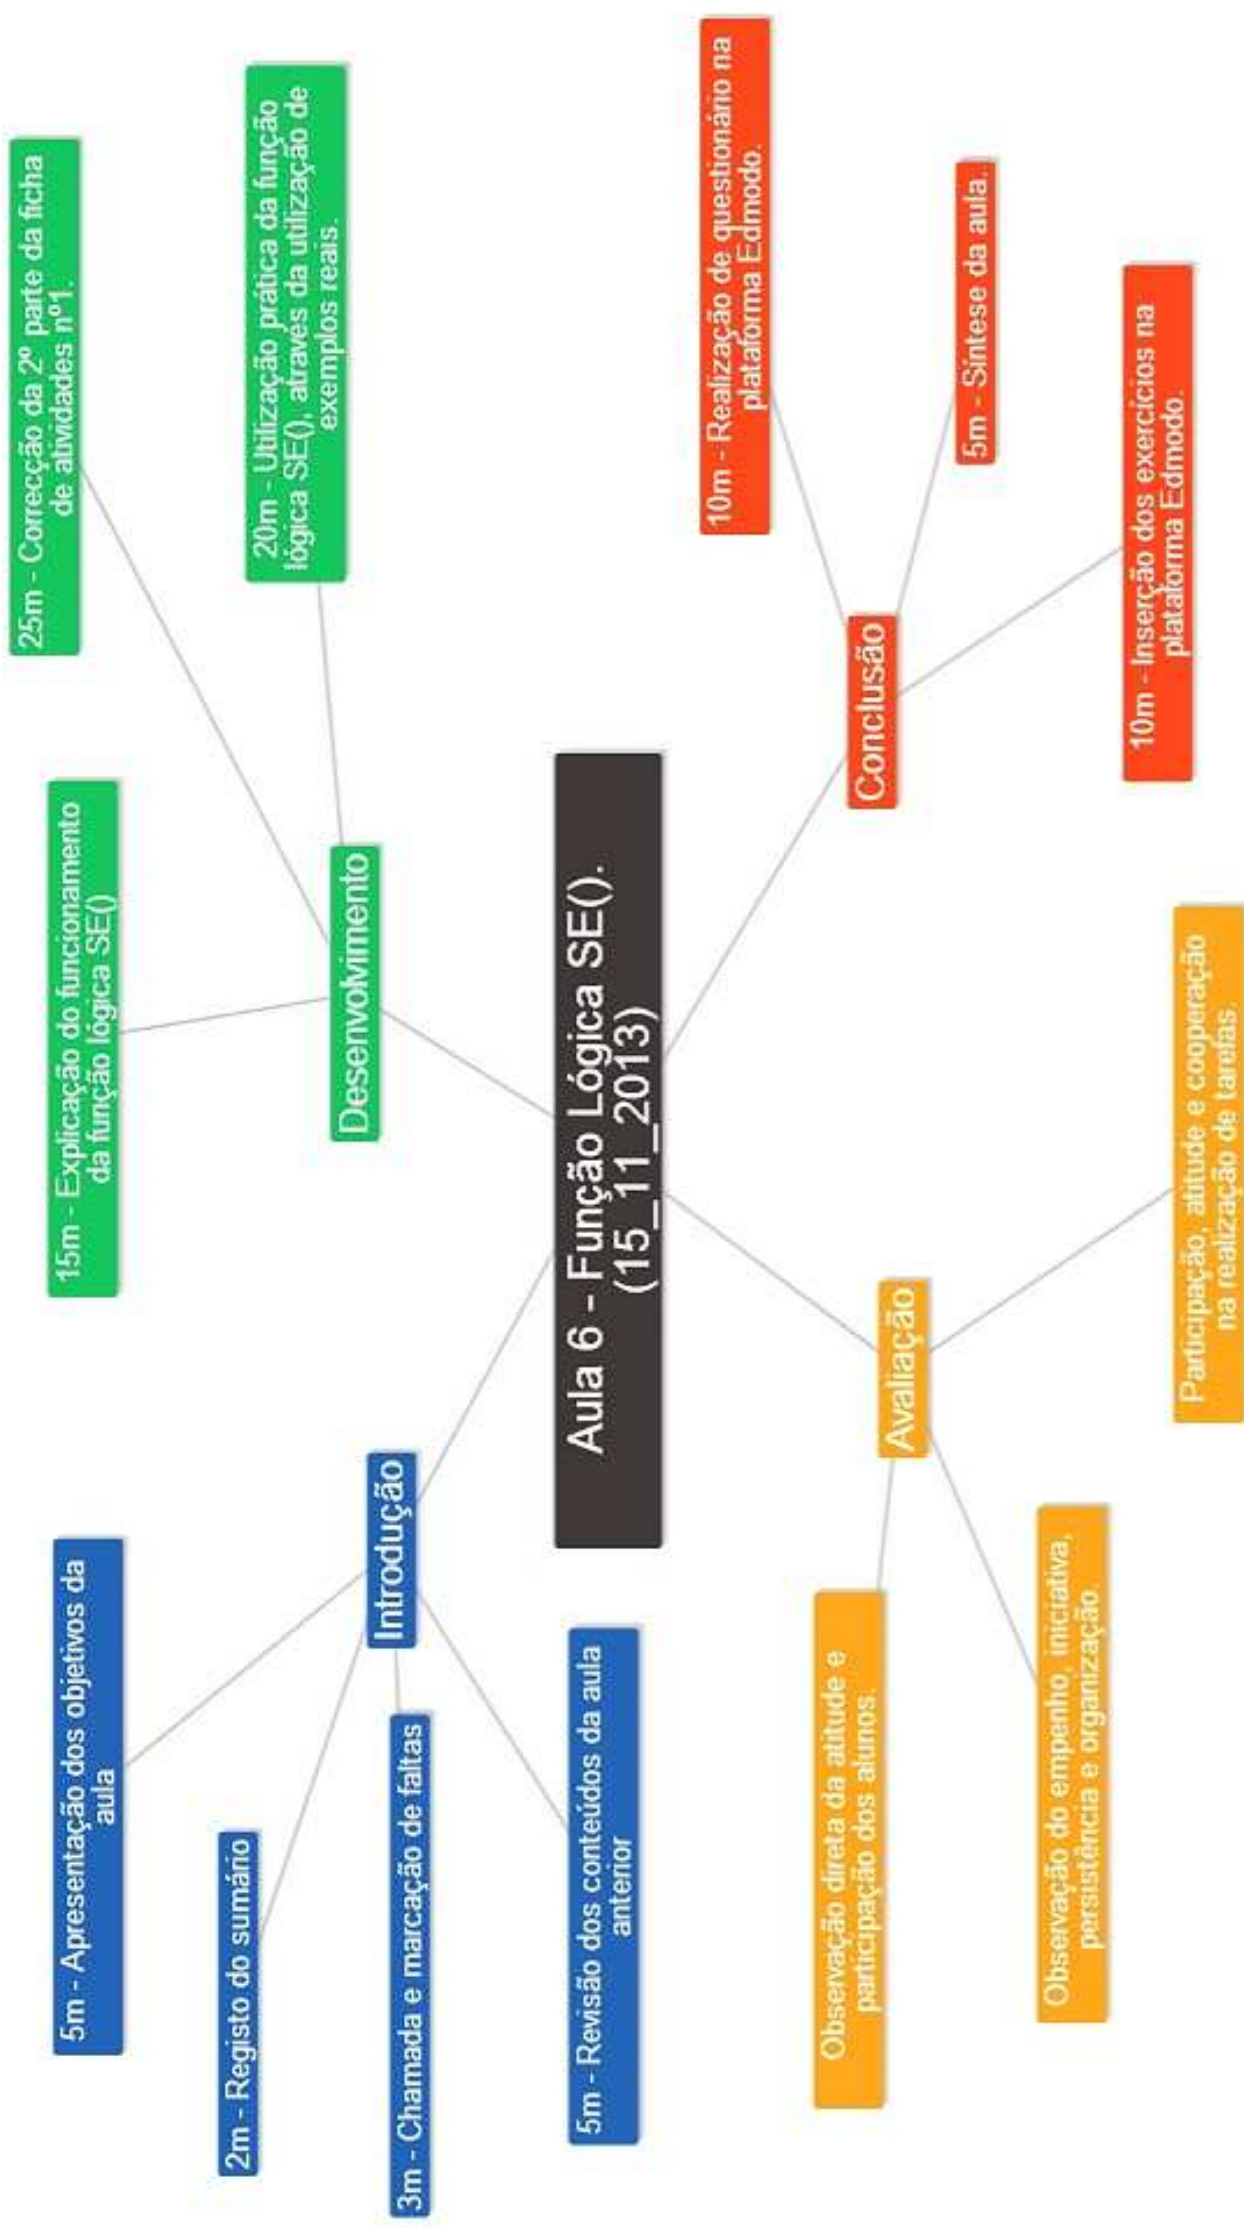 Aula 6 - Função Lógica SE().
(15_11_2013)
Introdução
5m - Apresentação dos objetivos da
aula
2m - Registo do sumário
3m - Chamada e marcação de faltas
5m - Revisão dos conteúdos da aula
anterior
Desenvolvimento
15m - Explicação do funcionamento
da função lógica SE()
25m - Correcção da 2º parte da ficha
de atividades nº1.
20m - Utilização prática da função
lógica SE(), através da utilização de
exemplos reais.
Conclusão
10m - Realização de questionário na
plataforma Edmodo.
5m - Síntese da aula.
10m - Inserção dos exercícios na
plataforma Edmodo.
Avaliação
Observação direta da atitude e
participação dos alunos.
Observação do empenho, iniciativa,
persistência e organização.
Participação, atitude e cooperação
na realização de tarefas.